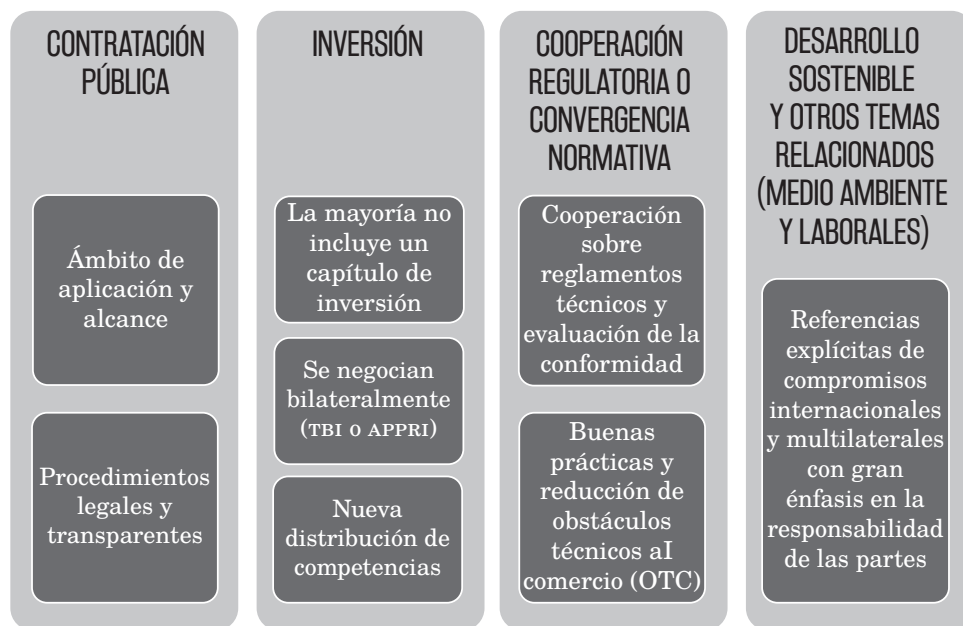 CONTRATACIÓN
PÚBLICA
Ámbito de
aplicación y
alcance
Procedimientos
legales y
transparentes
INVERSIÓN
La mayoría no
incluye un
capítulo de
inversión
Se negocian
bilateralmente
(TBI O APPRI)
Nueva
distribución de
competencias
COOPERACIÓN
REGULATORIA O
CONVERGENCIA
NORMATIVA
Cooperación
sobre
reglamentos
técnicos y
evaluación de la
conformidad
Buenas
prácticas y
reducción de
obstáculos
técnicos aI
comercio (OTC)
DESARROLLO
SOSTENIBLE
Y OTROS TEMAS
RELACIONADOS
(MEDIO AMBIENTE
Y LABORALES)
Referencias
explícitas de
compromisos
internacionales
y multilaterales
con gran
énfasis en la
responsabilidad
de las partes